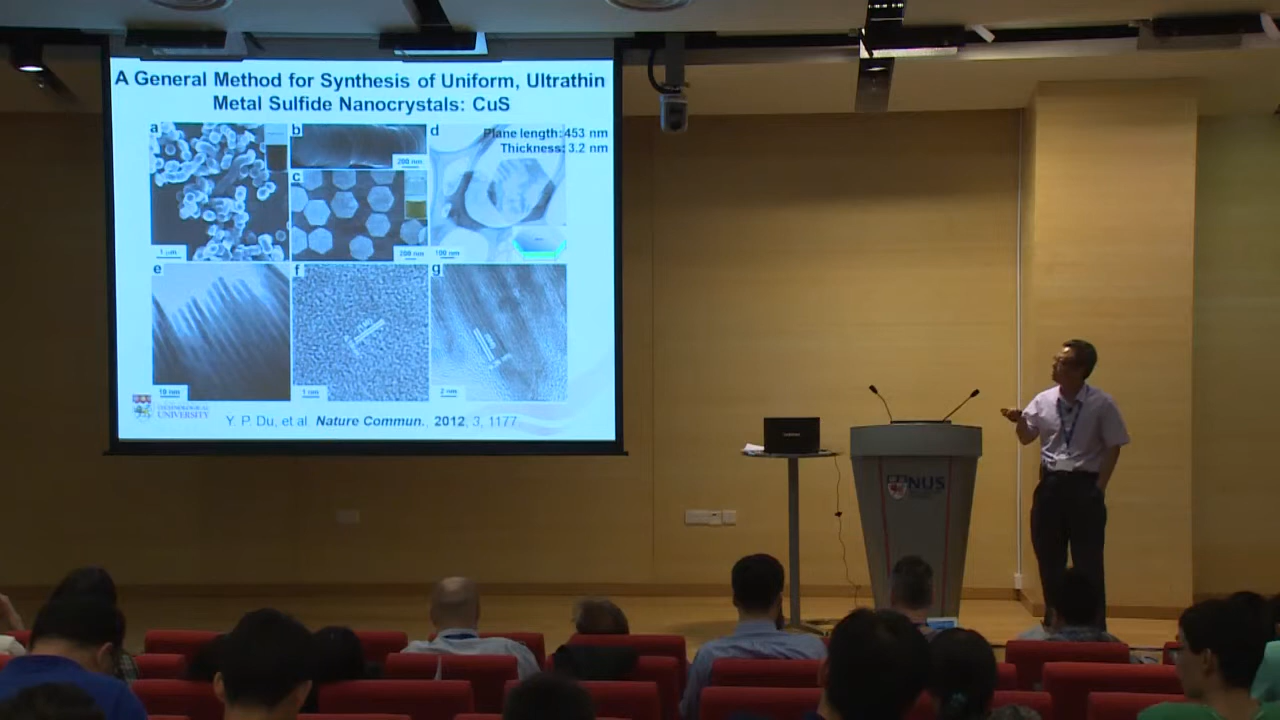 A General Method for Synthesis of Uniform, Ultrathin
Metal Sulfide Nanocrystals: CuS
a
b
200 nm
d
Plane length: 453 nm
Thickness: 3.2 nm
1 um
c
200 nm
100 nm
e
10 nm
f
1 nm
g
2 nm
UNIVERSITY
Y. P. Du, et al, Nature Commun., 2012, 3, 1177
NUS